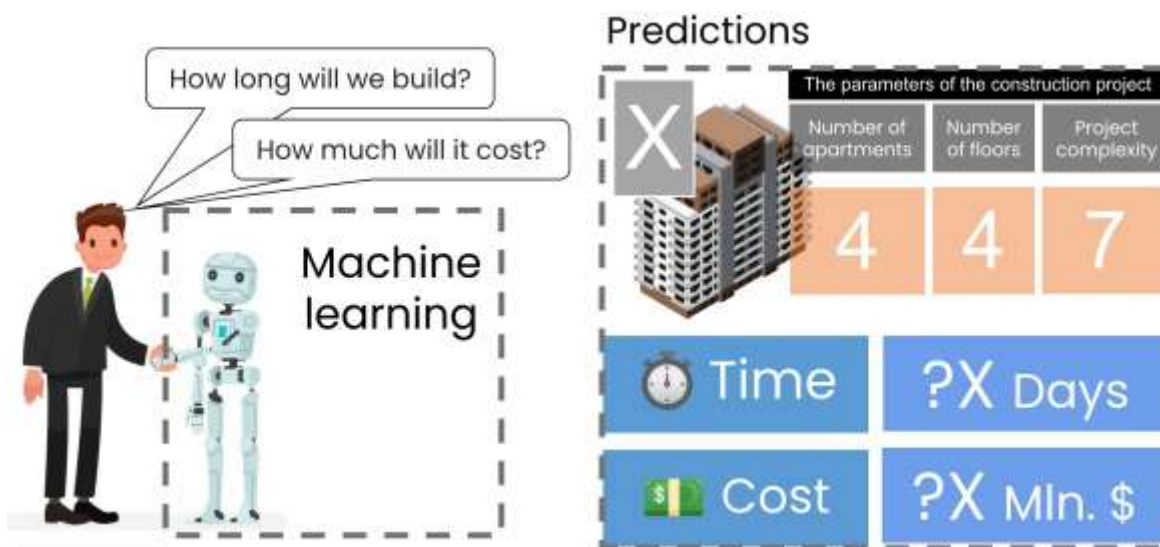 How long will we build?
How much will it cost?
Machine
learning
Predictions
X
The parameters of the construction project
Number of
apartments
Number
of floors
Project
complexity
4
4
7
Time
?X Days
$
Cost
?X Mln. $